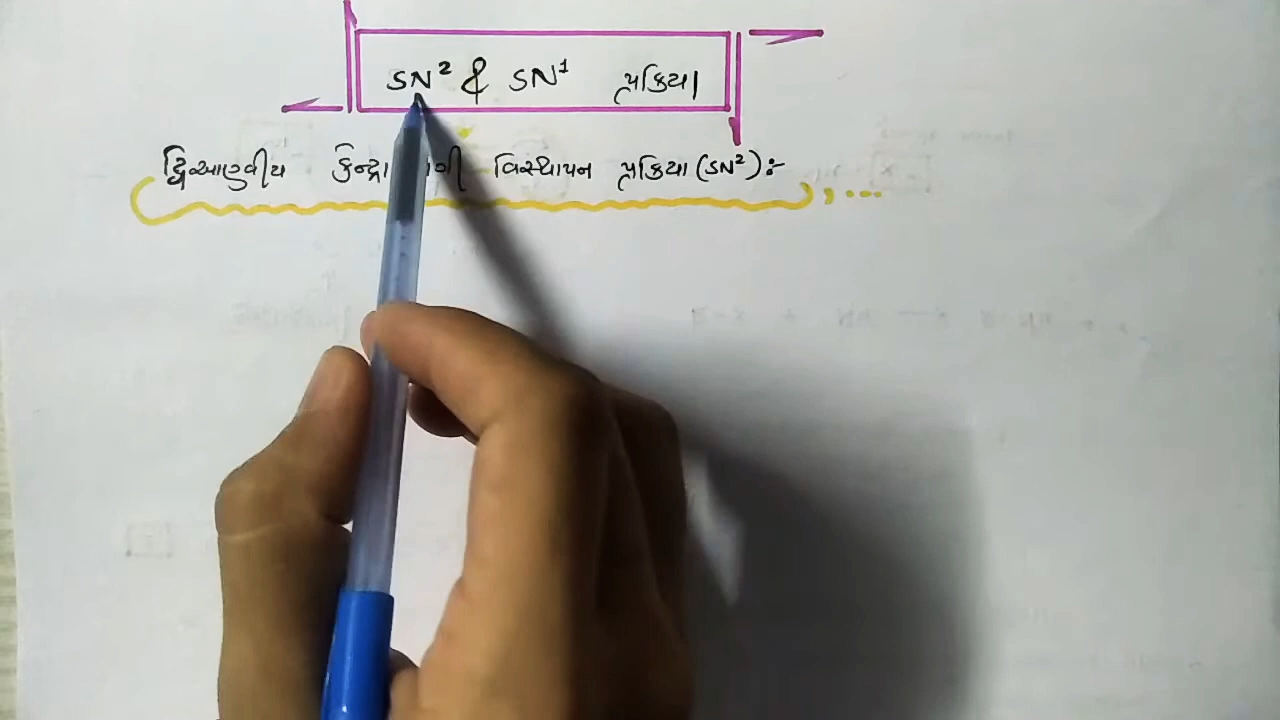 SN² & SN¹ પ્રક્રિયા
દ્વિઆણ્વીય વિસ્થાપન પ્રક્રિયા (SN²) :-